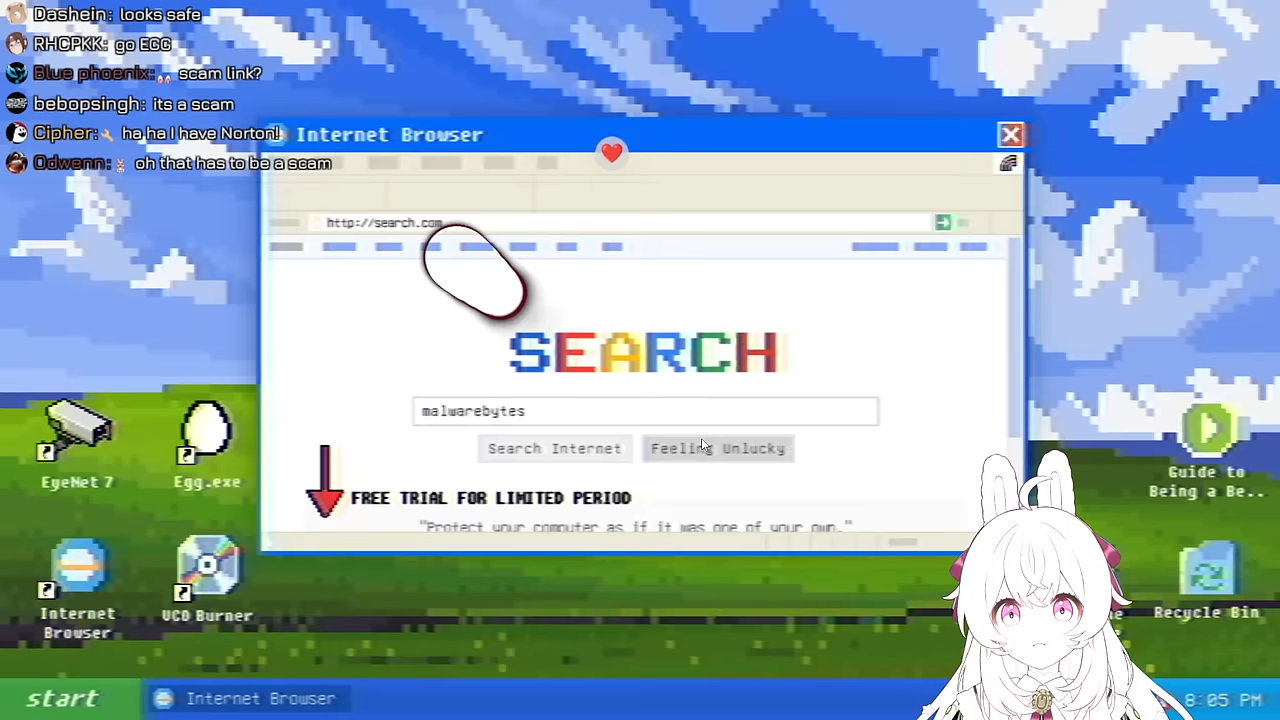 Dashein: looks safe
RHCPKK: go EGG
Blue phoenix: scam link?
bebopsingh: its a scam
Cipher: ha ha I have Norton!
Odwenn: oh that has to be a scam
Internet Browser
http://search.com
SEARCH
malwarebytes
Search Internet
Feeling Unlucky
FREE TRIAL FOR LIMITED PERIOD
"Protect your computer as if it was one of your own."
EyeNet 7
Egg.exe
Internet
Browser
VCD Burner
Guide to
Being a Be..
Recycle Bin
start
Internet Browser
8:05 PM